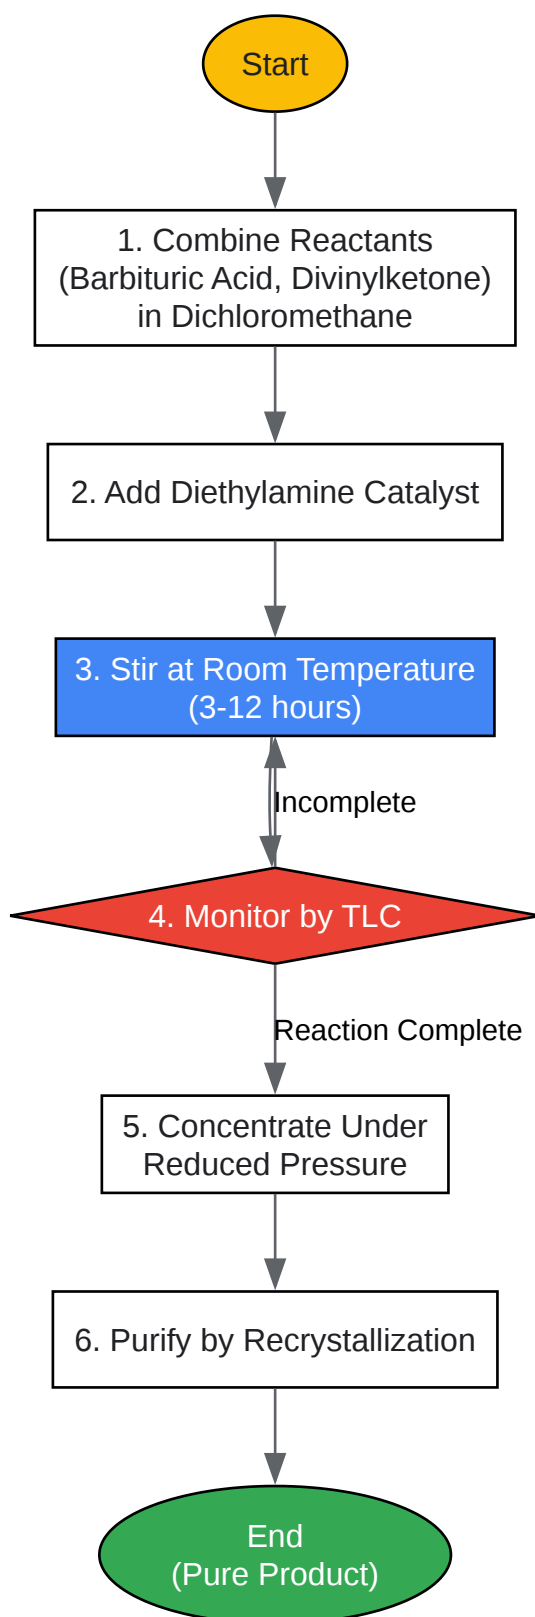 Start
1. Combine Reactants
(Barbituric Acid, Divinylketone)
in Dichloromethane
2. Add Diethylamine Catalyst
3. Stir at Room Temperature
(3-12 hours)
Incomplete
4. Monitor by TLC
Reaction Complete
5. Concentrate Under
Reduced Pressure
6. Purify by Recrystallization
End
(Pure Product)